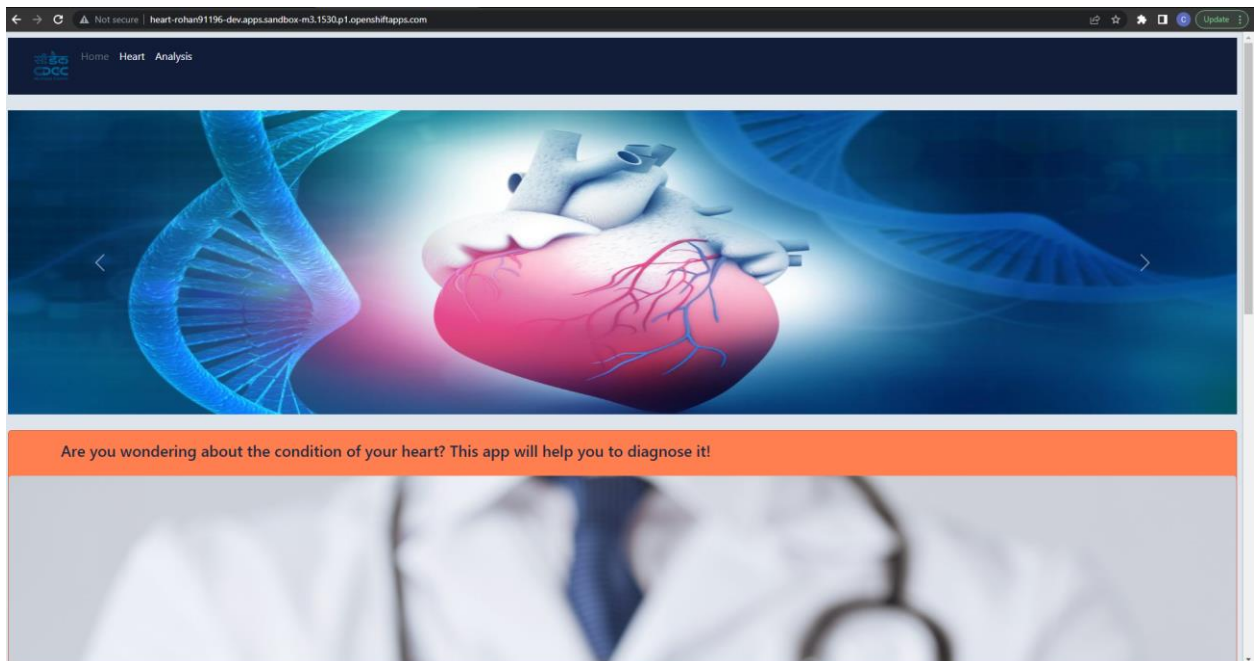 Not secure | heart-rohan91196-dev.apps.sandbox-m3.1530.p1.openshiftapps.com
C
Update
सी डैक
CDCC
Home Heart Analysis
Are you wondering about the condition of your heart? This app will help you to diagnose it!